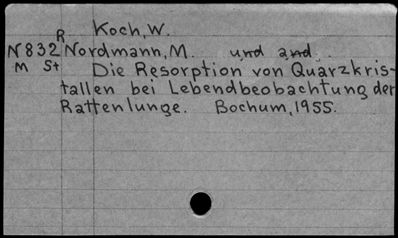 R Koch, W.
N 832 Nordmann, M. und and.
M St Die Resorption von Quarzkris-
tallen bei Lebendbeobachtung der
Rattenlunge. Bochum, 1955.